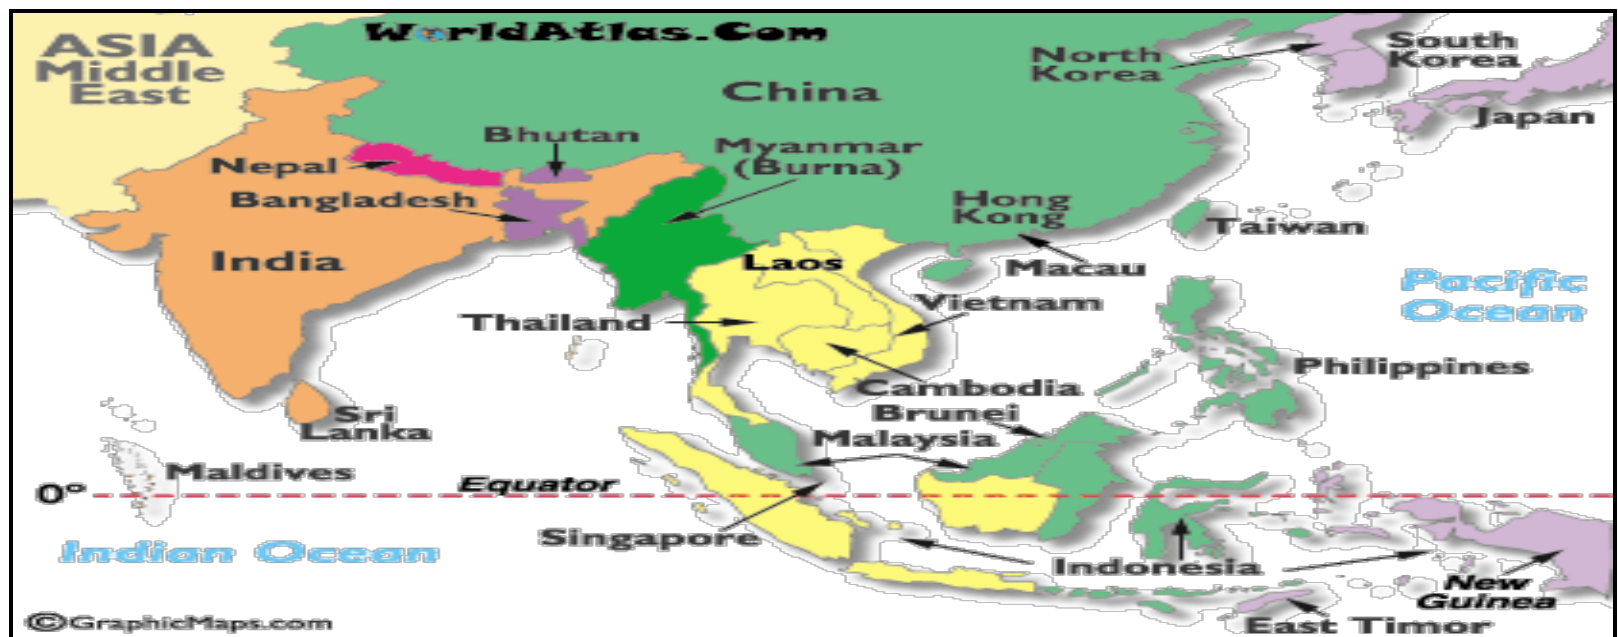 WorldAtlas.Com
ASIA
Middle
East
North
Korea
South
Korea
China
Japan
Bhutan
Myanmar
(Burna)
Nepal
Bangladesh
Hong
Kong
Taiwan
India
Laos
Macau
Pacific
Ocean
Vietnam
Thailand
Philippines
Cambodia
Brunei
Sri
Lanka
Malaysia
Maldives
Equator
0°
Singapore
Indian Ocean
Indonesia
New
Guinea
East Timor
©GraphicMaps.com